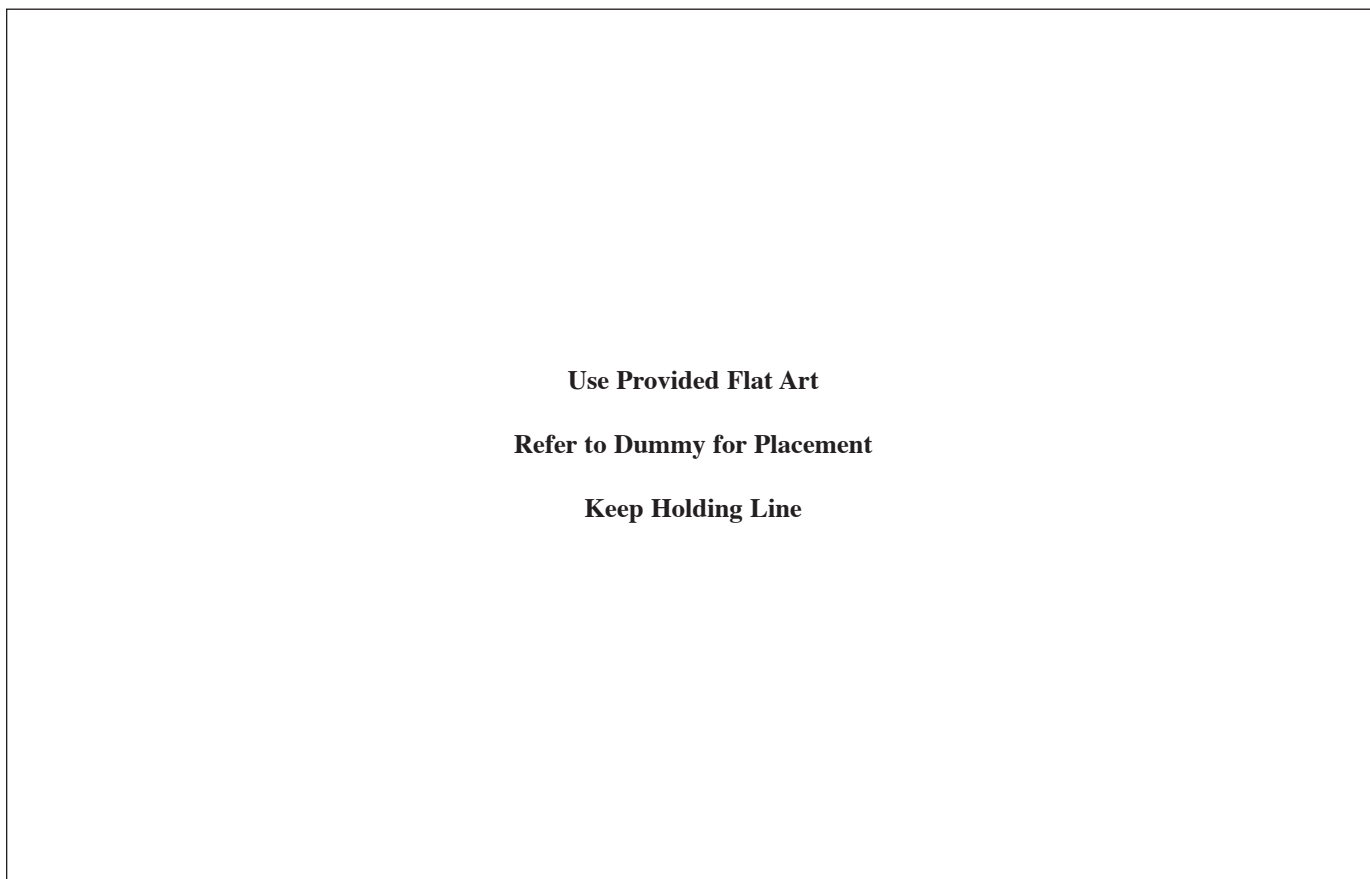 Use Provided Flat Art
Refer to Dummy for Placement
Keep Holding Line